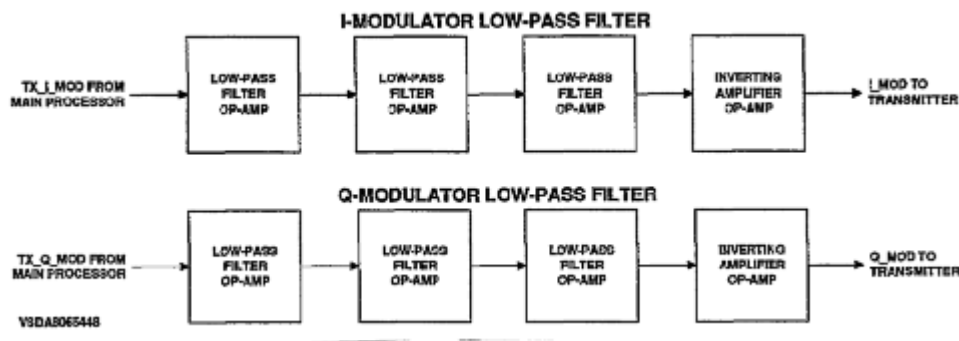 I-MODULATOR LOW-PASS FILTER
TX_I_MOD FROM
MAIN PROCESSOR
LOW-PASS
FILTER
OP-AMP
LOW-PASS
FILTER
OP-AMP
LOW-PASS
FILTER
OP-AMP
INVERTING
AMPLIFIER
OP-AMP
I_MOD TO
TRANSMITTER
Q-MODULATOR LOW-PASS FILTER
TX_Q_MOD FROM
MAIN PROCESSOR
LOW-PASS
FILTER
OP-AMP
LOW-PASS
FILTER
OP-AMP
LOW-PASS
FILTER
OP-AMP
INVERTING
AMPLIFIER
OP-AMP
Q_MOD TO
TRANSMITTER